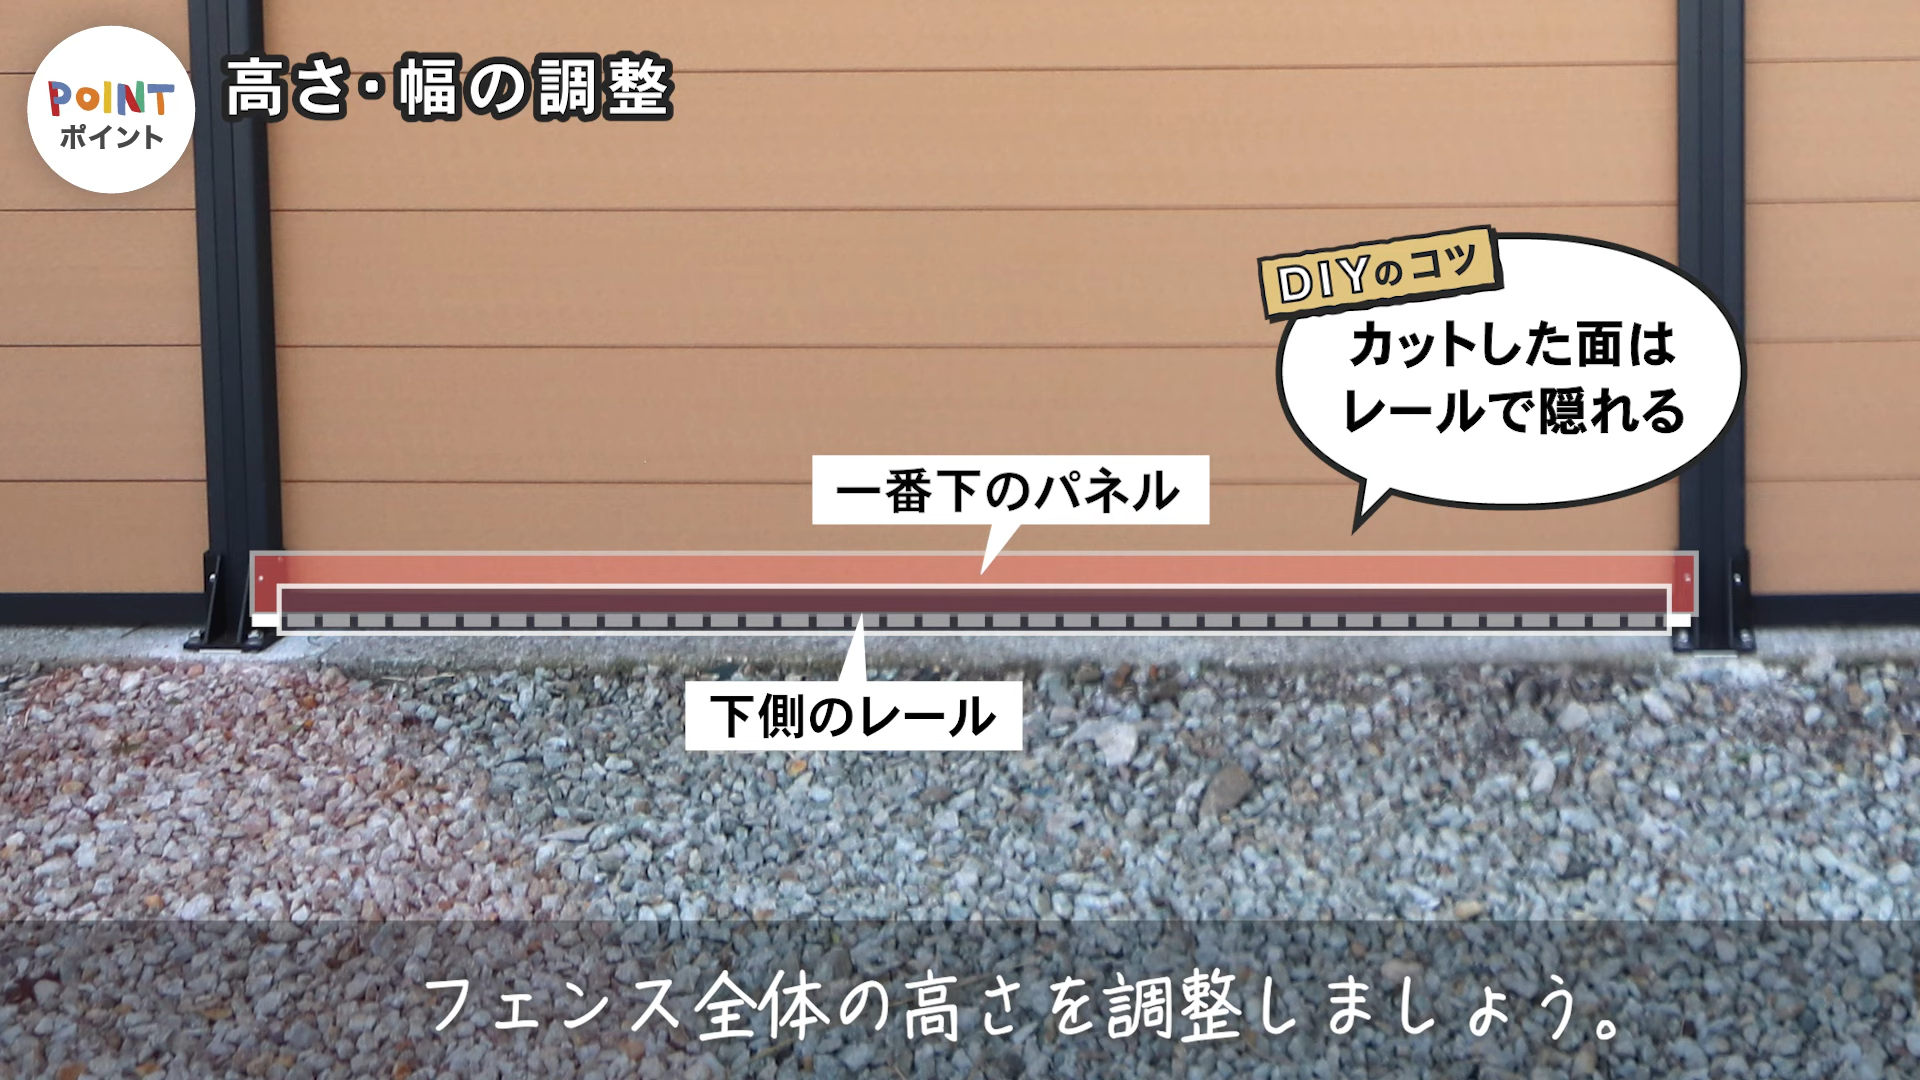 POINT
ポイント
高さ・幅の調整
DIYのコツ
カットした面は
レールで隠れる
一番下のパネル
下側のレール
フェンス全体の高さを調整しましょう。